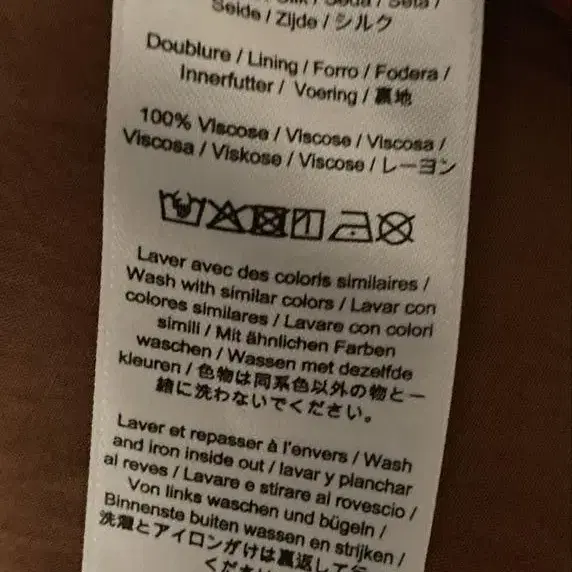 Seide / Zijde / シルク
Doublure / Lining / Forro / Fodera /
Innerfutter / Voering / 裏地
100% Viscose / Viscose / Viscosa /
Viscosa / Viskose / Viscose / レーヨン
Laver avec des coloris similaires /
Wash with similar colors / Lavar con
colores similares / Lavare con colori
simili / Mit ähnlichen Farben
waschen / Wassen met dezelfde
kleuren / 色物は同系色以外の物と一
緒に洗わないでください。
Laver et repasser à l'envers / Wash
and iron inside out / lavar y planchar
al reves / Lavare e stirare al rovescio /
Von links waschen und bügeln /
Binnenste buiten wassen en strijken /
洗濯とアイロンがけは裏返して行